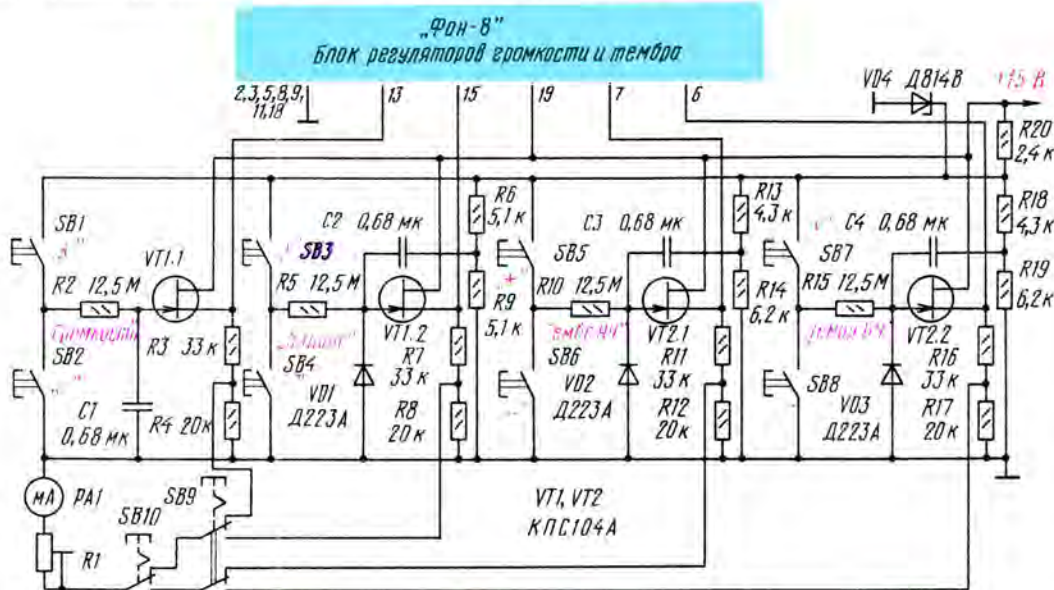 „Фон-8"
Блок регуляторов громкости и тембра
2,3,5,8,9,
11,18
13
15
19
7
6
VD4 Д814В
+15 В
R20
2,4 к
R6
5,1 к
R13
4,3 к
R18
4,3 к
SB1
C2 0,68 мк
C3 0,68 мк
C4 0,68 мк
VT1.1
SB3
SB5
"+"
SB7
R2 12,5 М
R5 12,5 М
R9
5,1 к
R10 12,5 М
R14
6,2 к
R15 12,5 М
R19
6,2 к
SB2
R3 33 к
SB4
VT1.2
R7
33 к
SB6
VT2.1
R11
33 к
SB8
VT2.2
R16
33 к
C1
0,68 мк
R4 20к
VD1
Д223А
R8
20 к
VD2
Д223А
R12
20 к
VD3
Д223А
R17
20 к
мА PA1
SB9
SB10
R1
VT1, VT2
КПС104А